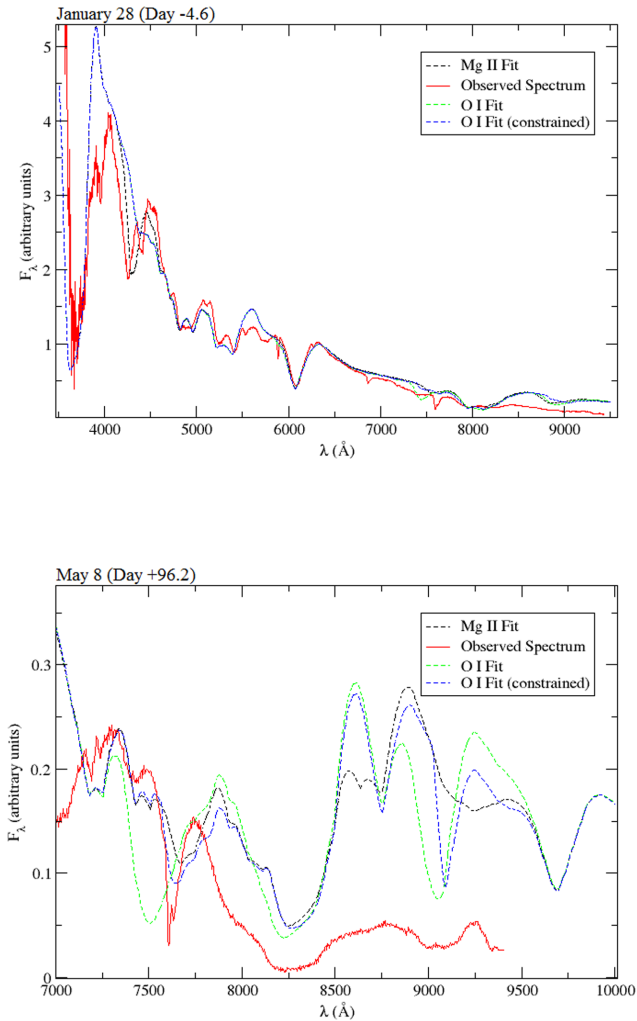 January 28 (Day -4.6)
5
4
3
2
1
F λ (arbitrary units)
Mg II Fit
Observed Spectrum
O I Fit
O I Fit (constrained)
4000 5000 6000 7000 8000 9000
λ (Å)
May 8 (Day +96.2)
0.3
0.2
0.1
0
F λ (arbitrary units)
Mg II Fit
Observed Spectrum
O I Fit
O I Fit (constrained)
7000 7500 8000 8500 9000 9500 10000
λ (Å)